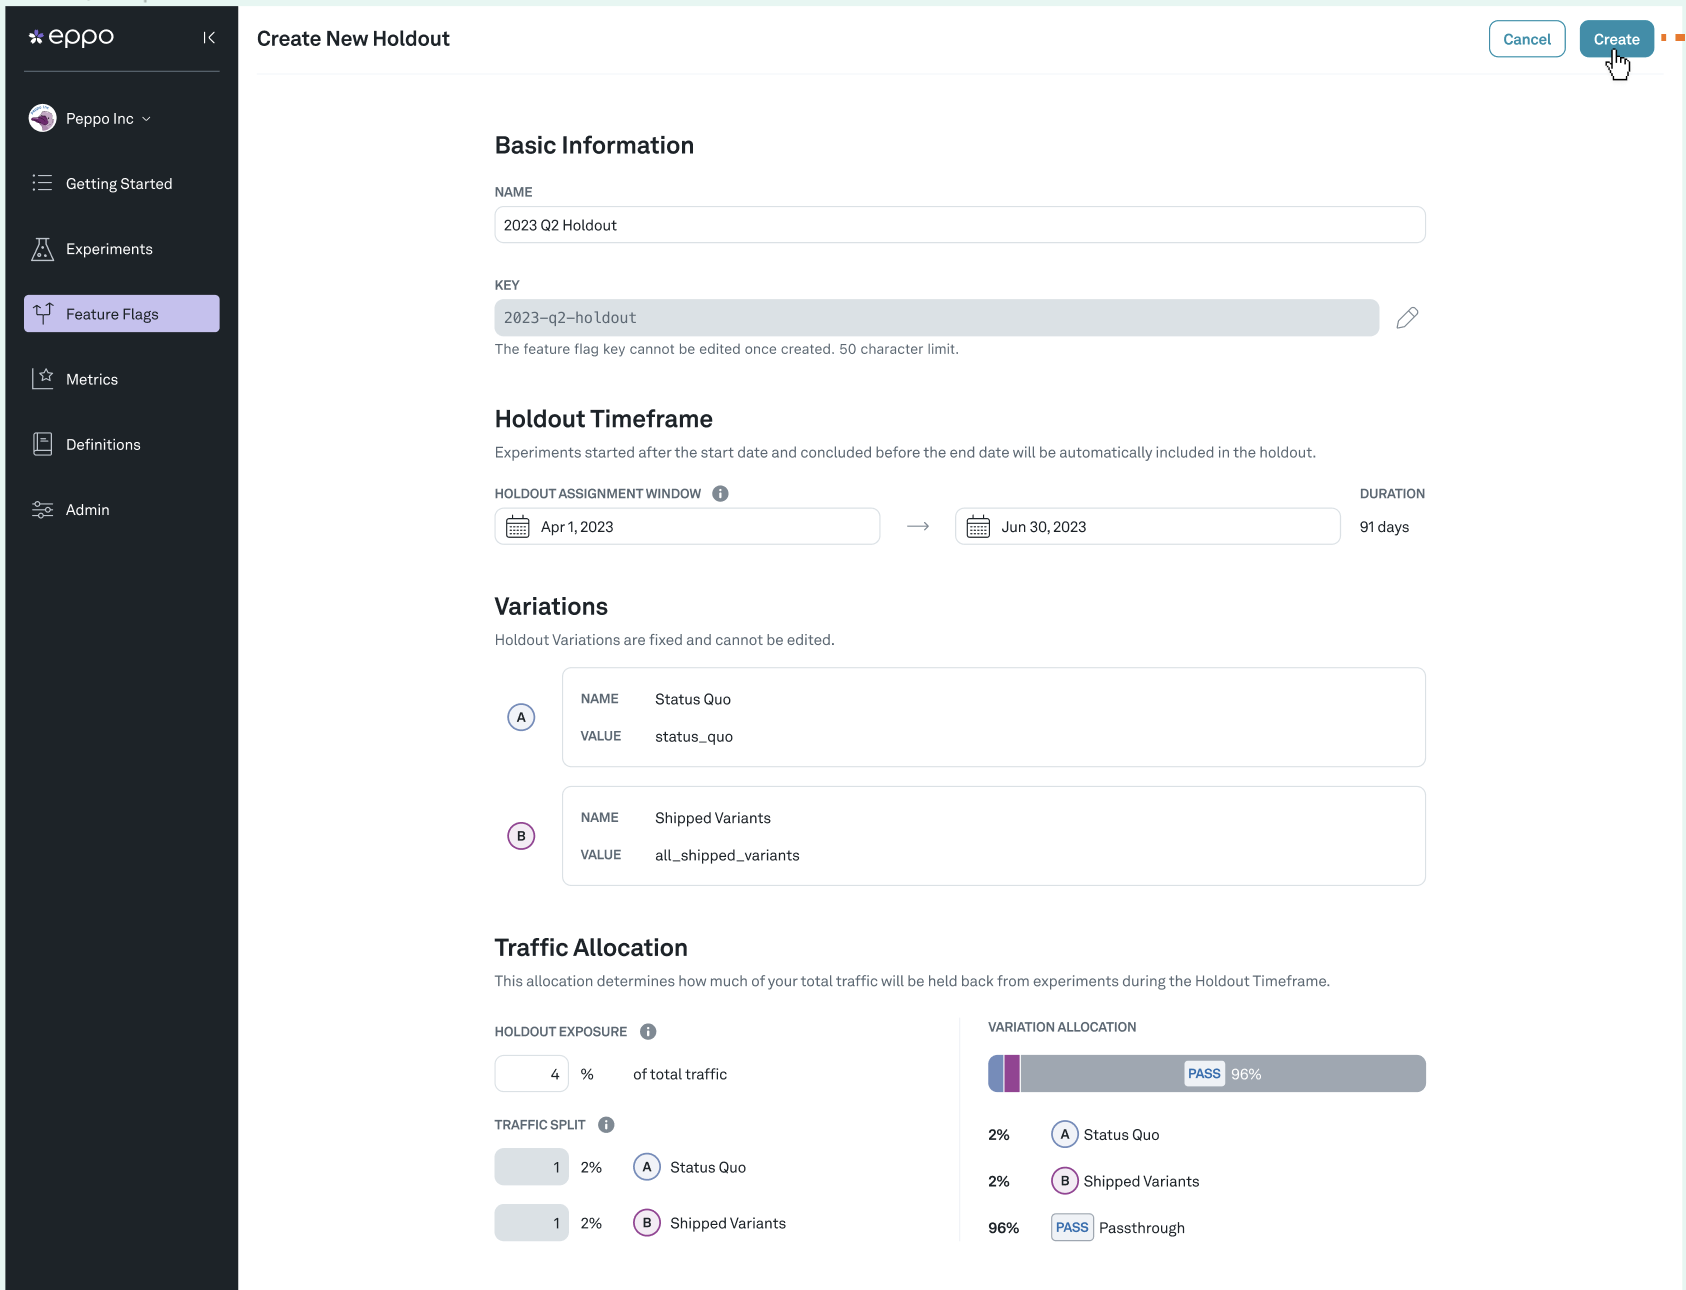 eppo
Create New Holdout
Cancel
Create
Peppo Inc
Getting Started
Experiments
Feature Flags
Metrics
Definitions
Admin
Basic Information
NAME
2023 Q2 Holdout
KEY
2023-q2-holdout
The feature flag key cannot be edited once created. 50 character limit.
Holdout Timeframe
Experiments started after the start date and concluded before the end date will be automatically included in the holdout.
HOLDOUT ASSIGNMENT WINDOW
DURATION
Apr 1, 2023
Jun 30, 2023
91 days
Variations
Holdout Variations are fixed and cannot be edited.
A
NAME Status Quo
VALUE status_quo
B
NAME Shipped Variants
VALUE all_shipped_variants
Traffic Allocation
This allocation determines how much of your total traffic will be held back from experiments during the Holdout Timeframe.
HOLDOUT EXPOSURE
4 % of total traffic
TRAFFIC SPLIT
1 2% A Status Quo
1 2% B Shipped Variants
VARIATION ALLOCATION
PASS 96%
2% A Status Quo
2% B Shipped Variants
96% PASS Passthrough